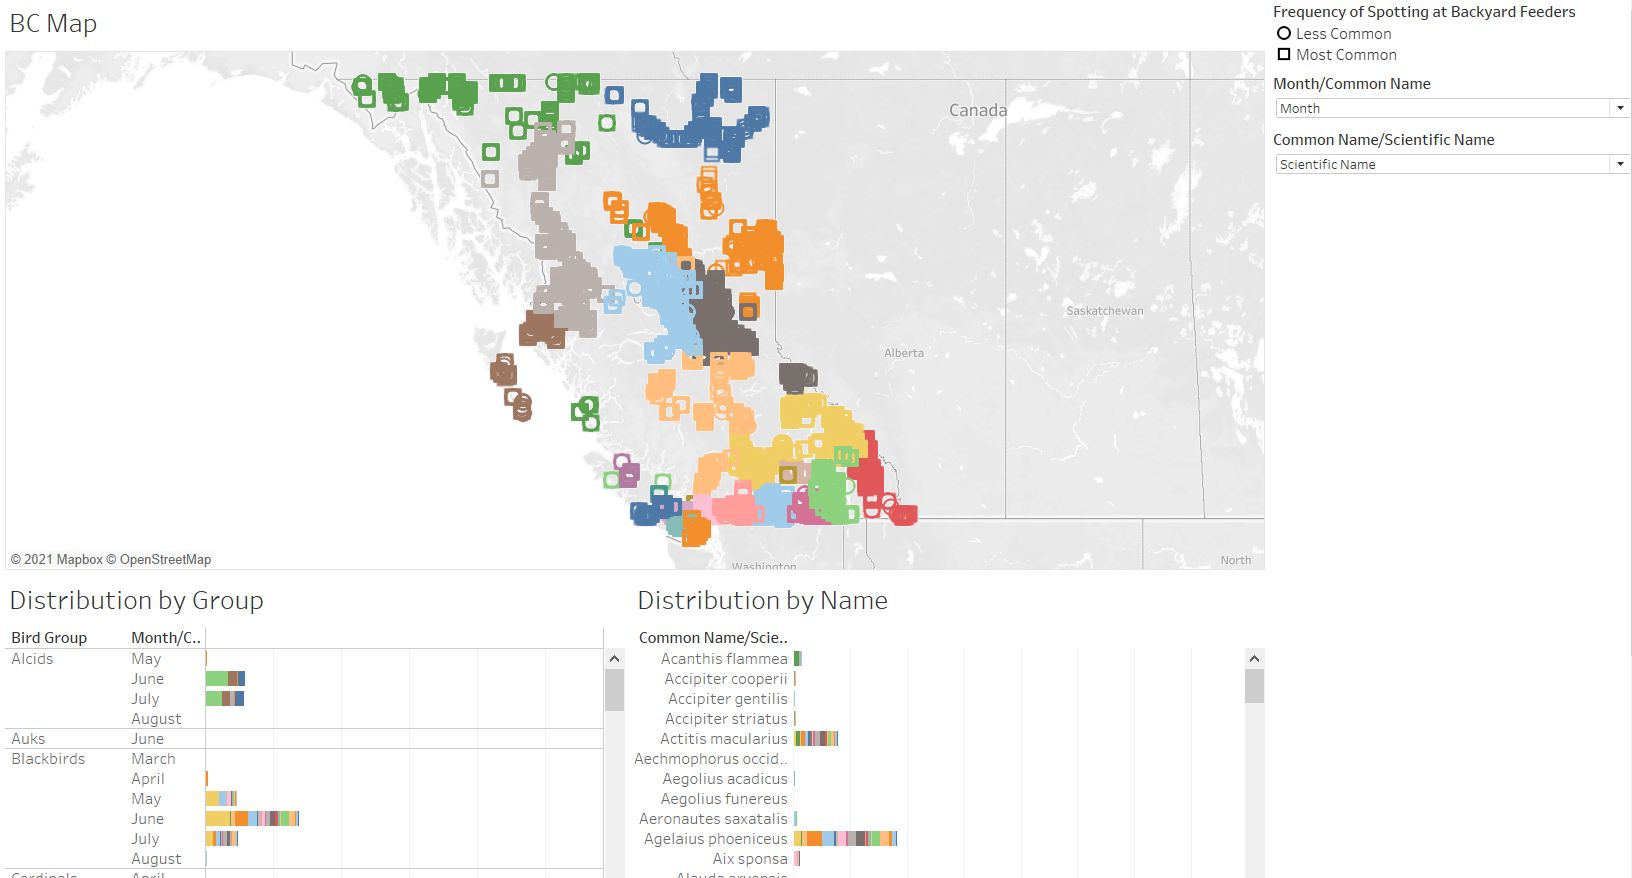 BC Map
Frequency of Spotting at Backyard Feeders
Less Common
Most Common
Month/Common Name
Month
Common Name/Scientific Name
Scientific Name
Canada
Saskatchewan
Alberta
Washington
North
© 2021 Mapbox © OpenStreetMap
Distribution by Group
Bird Group Month/C..
Alcids May
June
July
August
Auks June
Blackbirds March
April
May
June
July
August
Cardinals April
Distribution by Name
Common Name/Scie..
Acanthis flammea
Accipiter cooperii
Accipiter gentilis
Accipiter striatus
Actitis macularius
Aechmophorus occid..
Aegolius acadicus
Aegolius funereus
Aeronautes saxatalis
Agelaius phoeniceus
Aix sponsa
Alauda arvensis